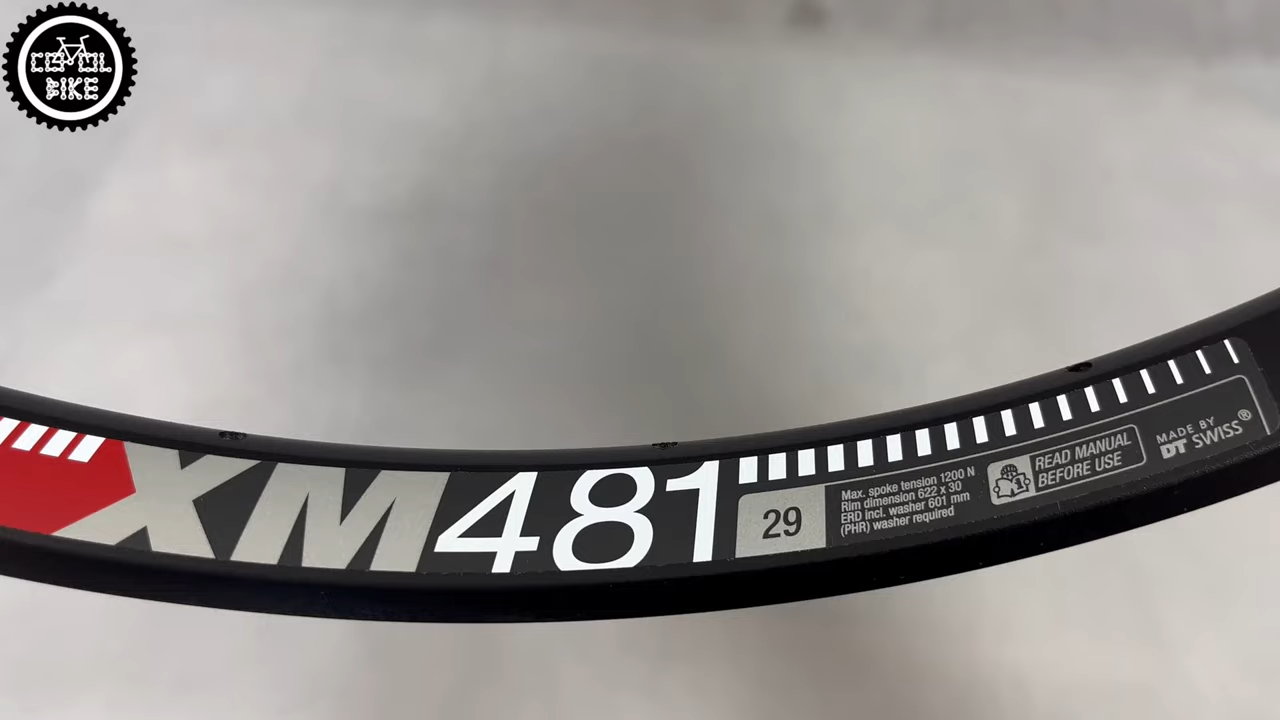 BIKE
XM481
29
Max. spoke tension 1200 N
Rim dimension 622 x 30
ERD incl. washer 601 mm
(PHR) washer required
READ MANUAL
BEFORE USE
MADE BY
DT SWISS®